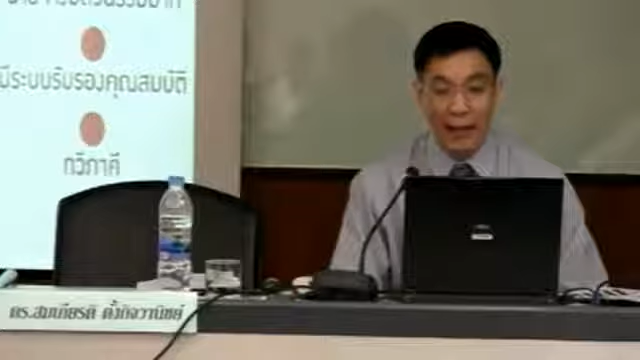 มีระบบรับรองคุณสมบัติ
ทวิภาคี
ดร.สมเกียรติ ตั้งกิจวานิชย์